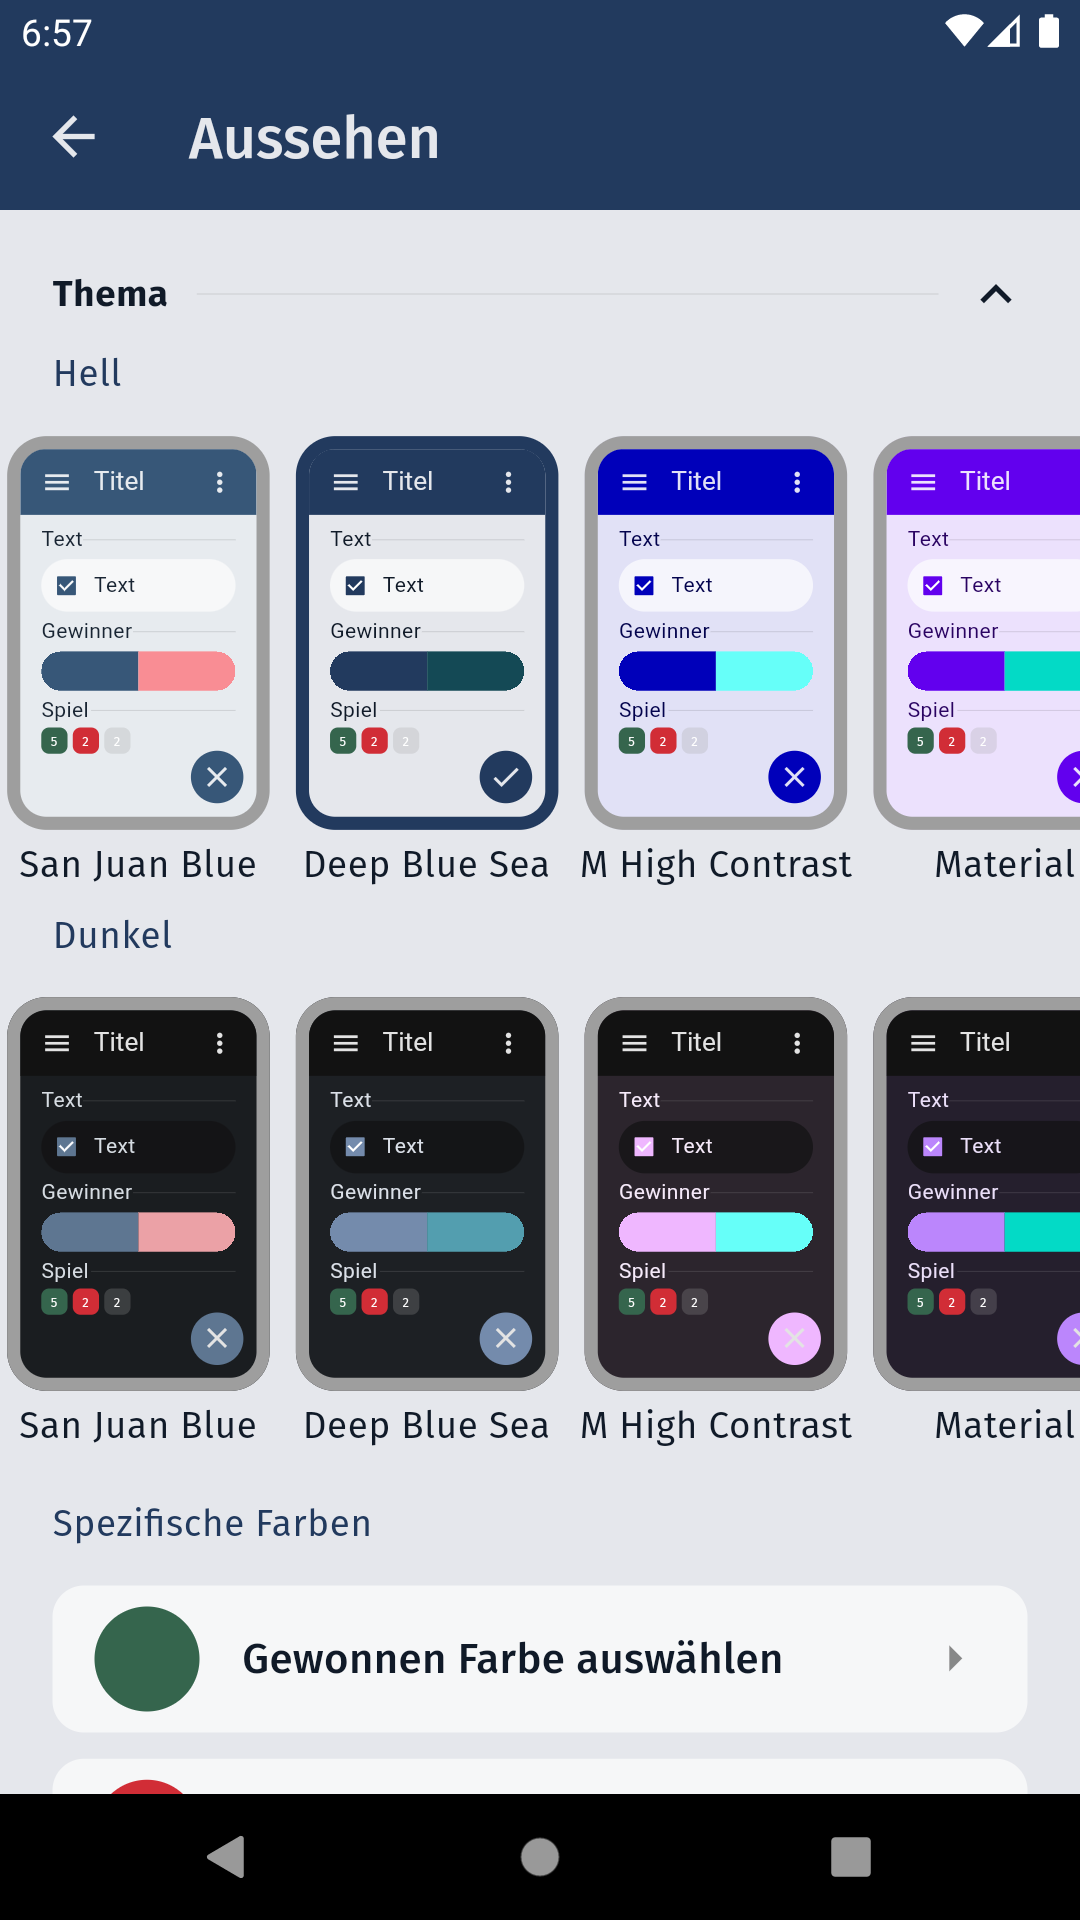 6:57
Aussehen
Thema
Hell
Titel Titel Titel Titel
Text Text Text Text
Text Text Text Text
Gewinner Gewinner Gewinner Gewinner
Spiel Spiel Spiel Spiel
5 2 2 5 2 2 5 2 2 5 2 2
San Juan Blue Deep Blue Sea M High Contrast Material
Dunkel
Titel Titel Titel Titel
Text Text Text Text
Text Text Text Text
Gewinner Gewinner Gewinner Gewinner
Spiel Spiel Spiel Spiel
5 2 2 5 2 2 5 2 2 5 2 2
San Juan Blue Deep Blue Sea M High Contrast Material
Spezifische Farben
Gewonnen Farbe auswählen